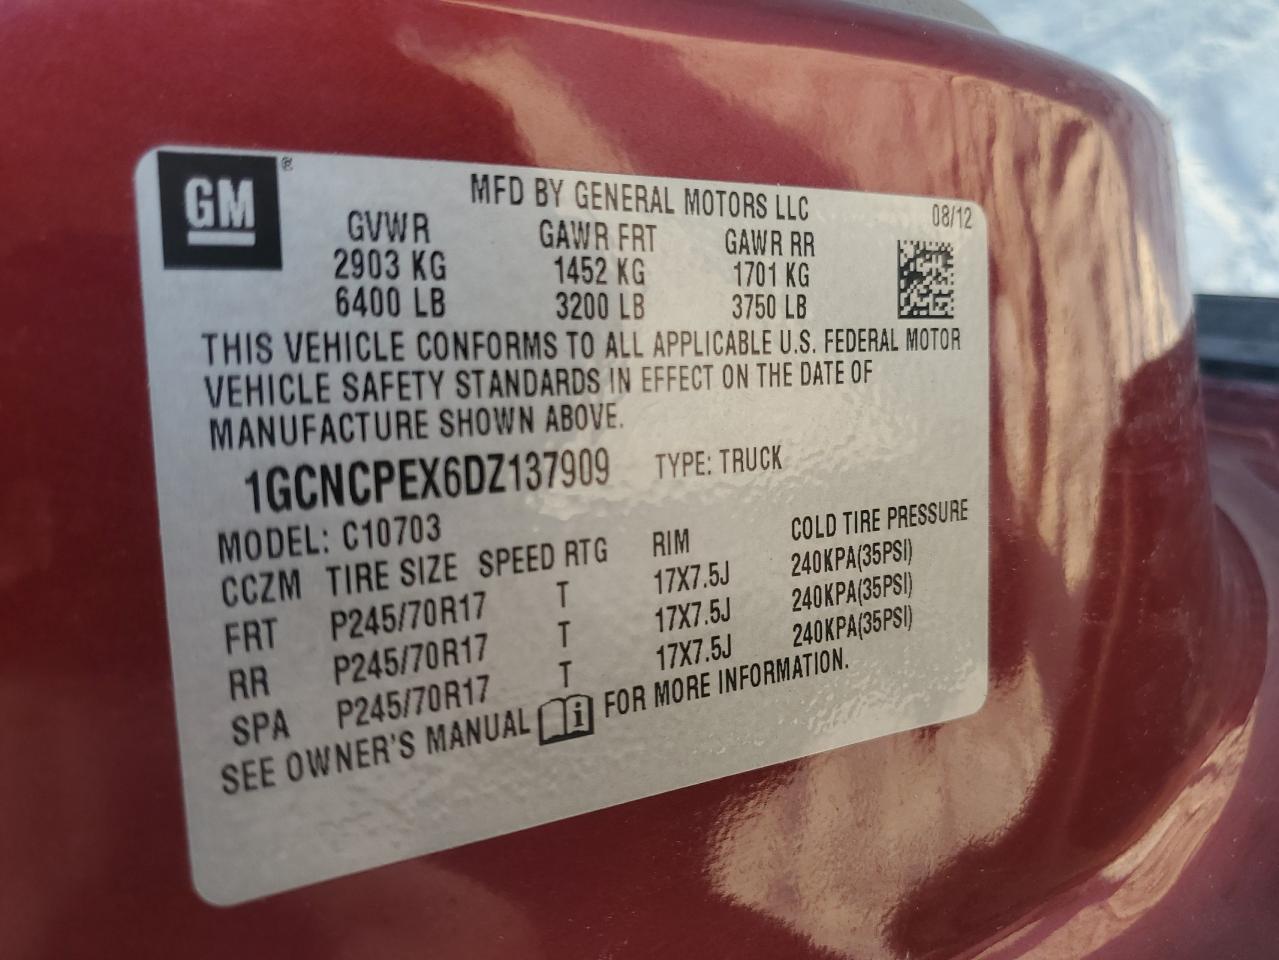 GM®
MFD BY GENERAL MOTORS LLC 08/12
GVWR GAWR FRT GAWR RR
2903 KG 1452 KG 1701 KG
6400 LB 3200 LB 3750 LB
THIS VEHICLE CONFORMS TO ALL APPLICABLE U.S. FEDERAL MOTOR
VEHICLE SAFETY STANDARDS IN EFFECT ON THE DATE OF
MANUFACTURE SHOWN ABOVE.
1GCNCPEX6DZ137909 TYPE: TRUCK
MODEL: C10703
CCZM TIRE SIZE SPEED RTG RIM COLD TIRE PRESSURE
FRT P245/70R17 T 17X7.5J 240KPA(35PSI)
RR P245/70R17 T 17X7.5J 240KPA(35PSI)
SPA P245/70R17 T 17X7.5J 240KPA(35PSI)
SEE OWNER'S MANUAL FOR MORE INFORMATION.